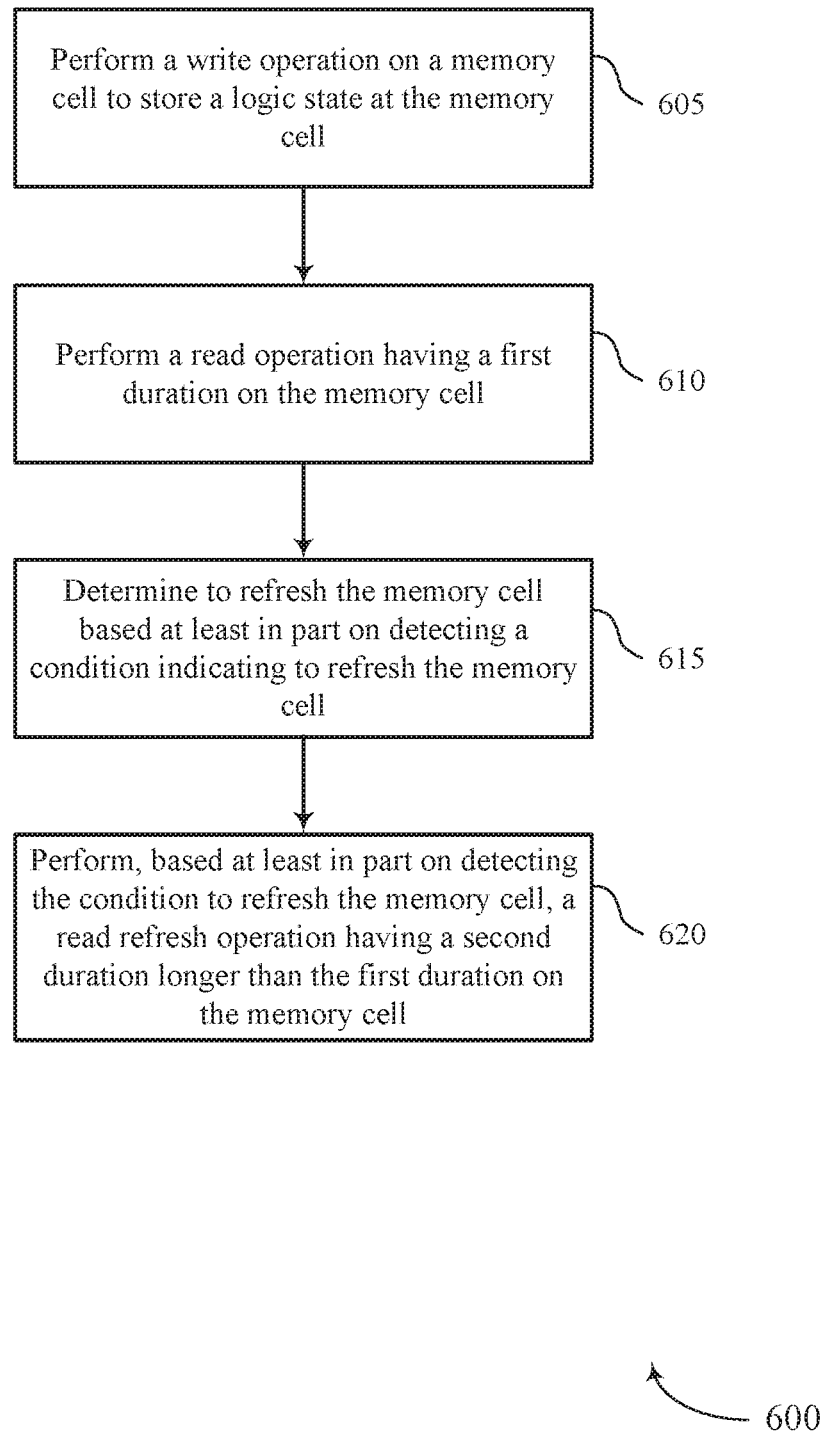 Perform a write operation on a memory
cell to store a logic state at the memory
cell
605
Perform a read operation having a first
duration on the memory cell
610
Determine to refresh the memory cell
based at least in part on detecting a
condition indicating to refresh the memory
cell
615
Perform, based at least in part on detecting
the condition to refresh the memory cell, a
read refresh operation having a second
duration longer than the first duration on
the memory cell
620
600